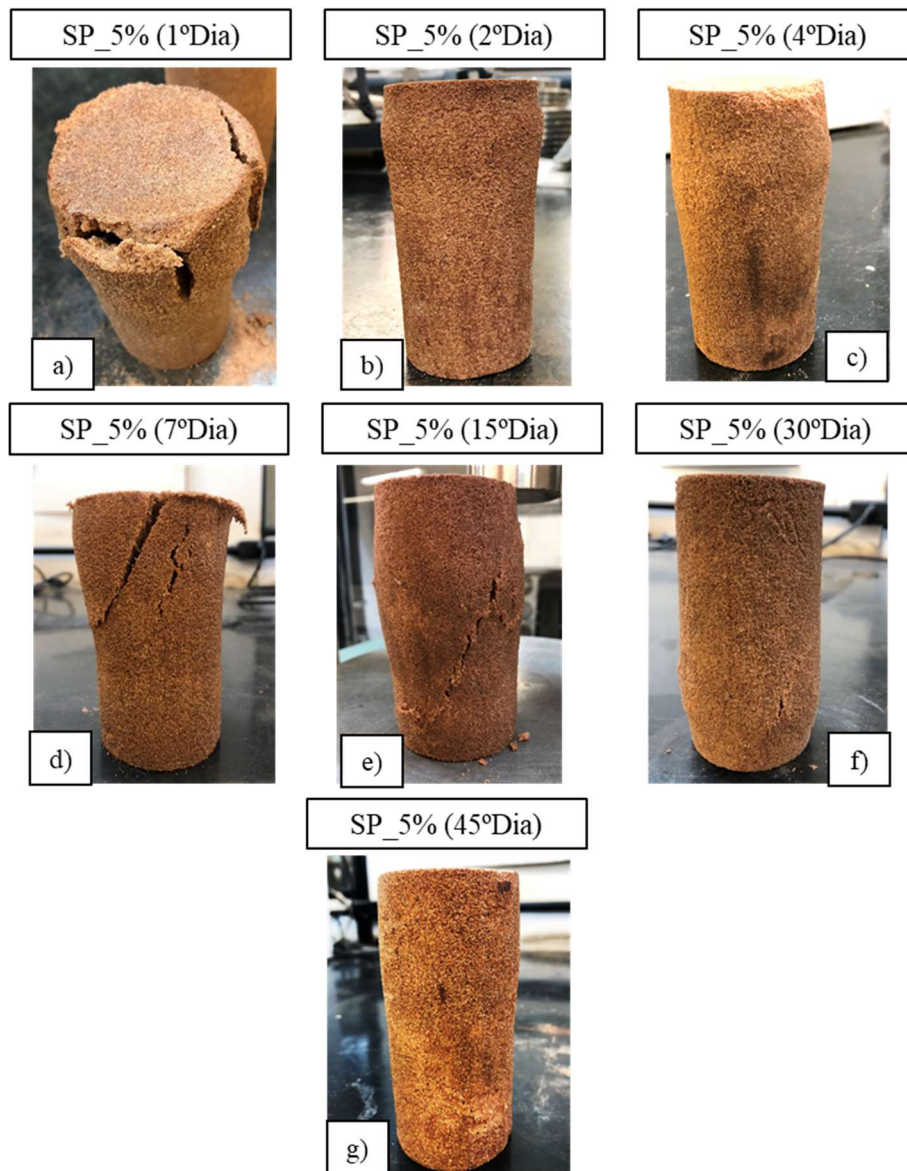 SP_5% (1ºDia)
SP_5% (2ºDia)
SP_5% (4ºDia)
a)
b)
c)
SP_5% (7ºDia)
SP_5% (15ºDia)
SP_5% (30ºDia)
d)
e)
f)
SP_5% (45ºDia)
g)